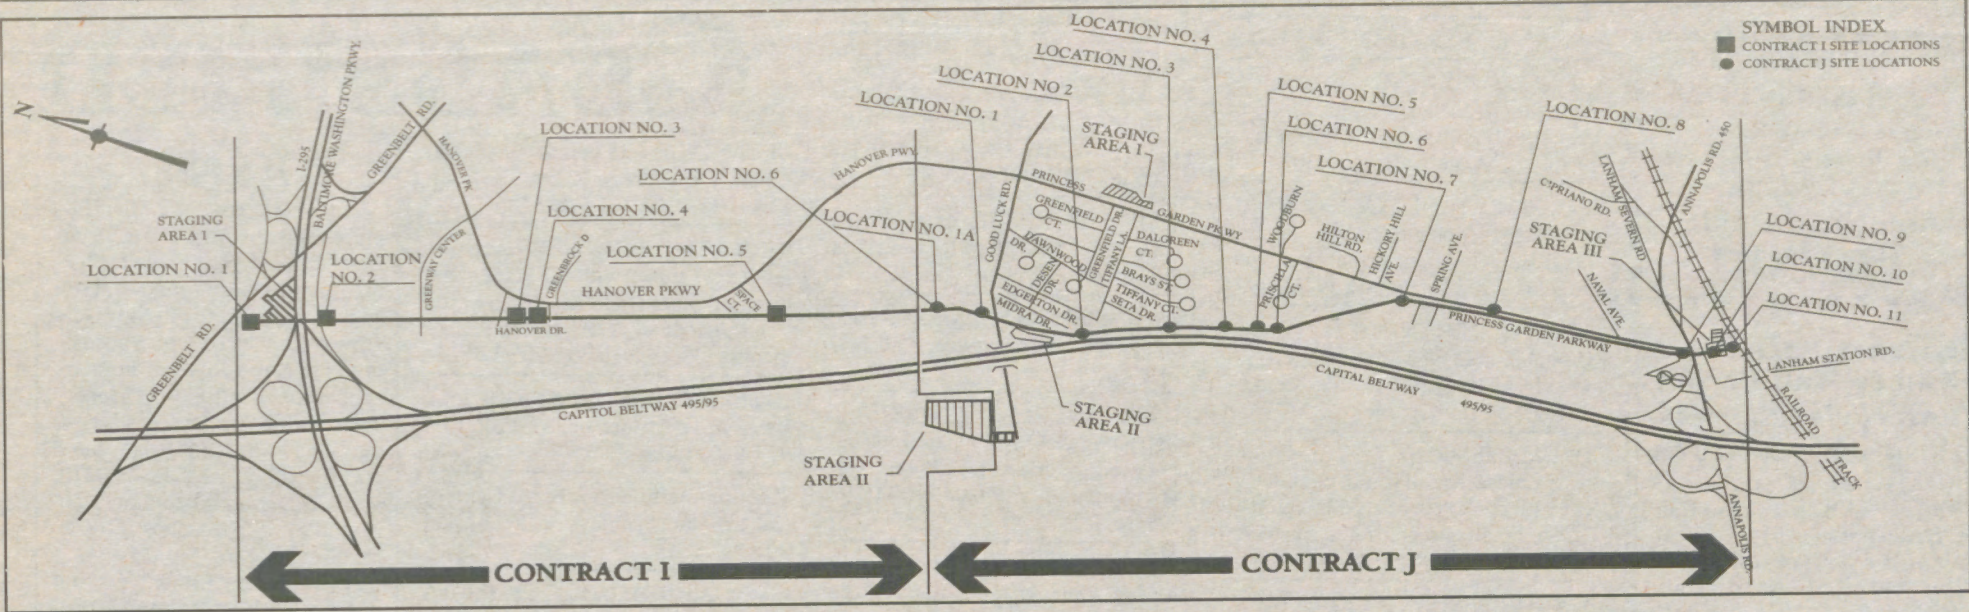 SYMBOL INDEX
CONTRACT I SITE LOCATIONS
CONTRACT J SITE LOCATIONS
N
I-295
BALTIMORE WASHINGTON PKWY.
GREENBELT RD.
HANOVER PK
STAGING
AREA I
LOCATION NO. 1
LOCATION
NO. 2
GREENWAY CENTER
LOCATION NO. 3
LOCATION NO. 4
GREENBROCK D
LOCATION NO. 5
HANOVER PKWY
SPACE
CT.
HANOVER DR.
LOCATION NO. 6
HANOVER PWY.
GREENBELT RD.
CAPITOL BELTWAY 495/95
STAGING
AREA II
LOCATION NO. 1A
LOCATION NO. 1
LOCATION NO 2
LOCATION NO. 3
LOCATION NO. 4
STAGING
AREA I
GOOD LUCK RD.
PRINCESS
GARDEN PKWY
GREENFIELD
CT.
DAWNWOOD
DR.
DESEN
DR.
GREENFIELD DR.
TIFFANY LA.
DALGREEN
CT.
BRAYS ST.
TIFFANY CT.
SETA DR.
EDGERTON DR.
MIDRA DR.
STAGING
AREA II
LOCATION NO. 5
LOCATION NO. 6
LOCATION NO. 7
WOODBURN
PRISCILLA
CT.
HILTON
HILL RD.
HICKORY HILL
AVE.
SPRING AVE.
LOCATION NO. 8
PRINCESS GARDEN PARKWAY
NAVAL AVE.
CAPITAL BELTWAY
495/95
STAGING
AREA III
CIPRIANO RD.
LANHAM/SEVERN RD
ANNAPOLIS RD. 450
LOCATION NO. 9
LOCATION NO. 10
LOCATION NO. 11
LANHAM STATION RD.
RAILROAD
TRACK
ANNAPOLIS RD.
CONTRACT I
CONTRACT J